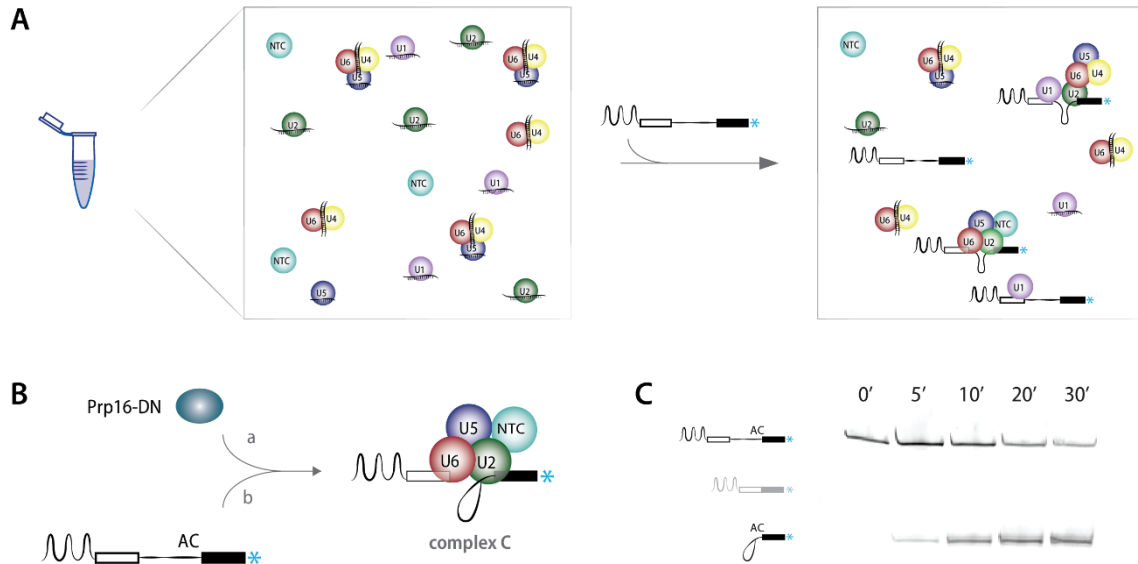 A
NTC
U1
U2
U6 U4
U5
U6 U4
U5
U2
U2
U6 U4
NTC
U1
U6 U4
U6 U4
U5
NTC
U1
U5
U2
*
NTC
U6 U4
U5
U5
U6 U4
U1 U2
*
U2
*
U6 U4
U6 U4
U1
U5 NTC
U6 U2
*
U1
*
B
Prp16-DN
a
b
AC
*
U5 NTC
U6 U2
*
complex C
C
0′ 5′ 10′ 20′ 30′
AC
*
*
AC
*